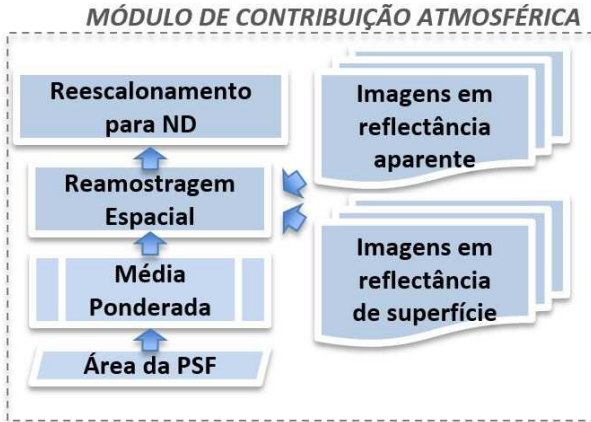 MÓDULO DE CONTRIBUIÇÃO ATMOSFÉRICA
Reescalonamento
para ND
Reamostragem
Espacial
Média
Ponderada
Área da PSF
Imagens em
reflectância
aparente
Imagens em
reflectância
de superfície